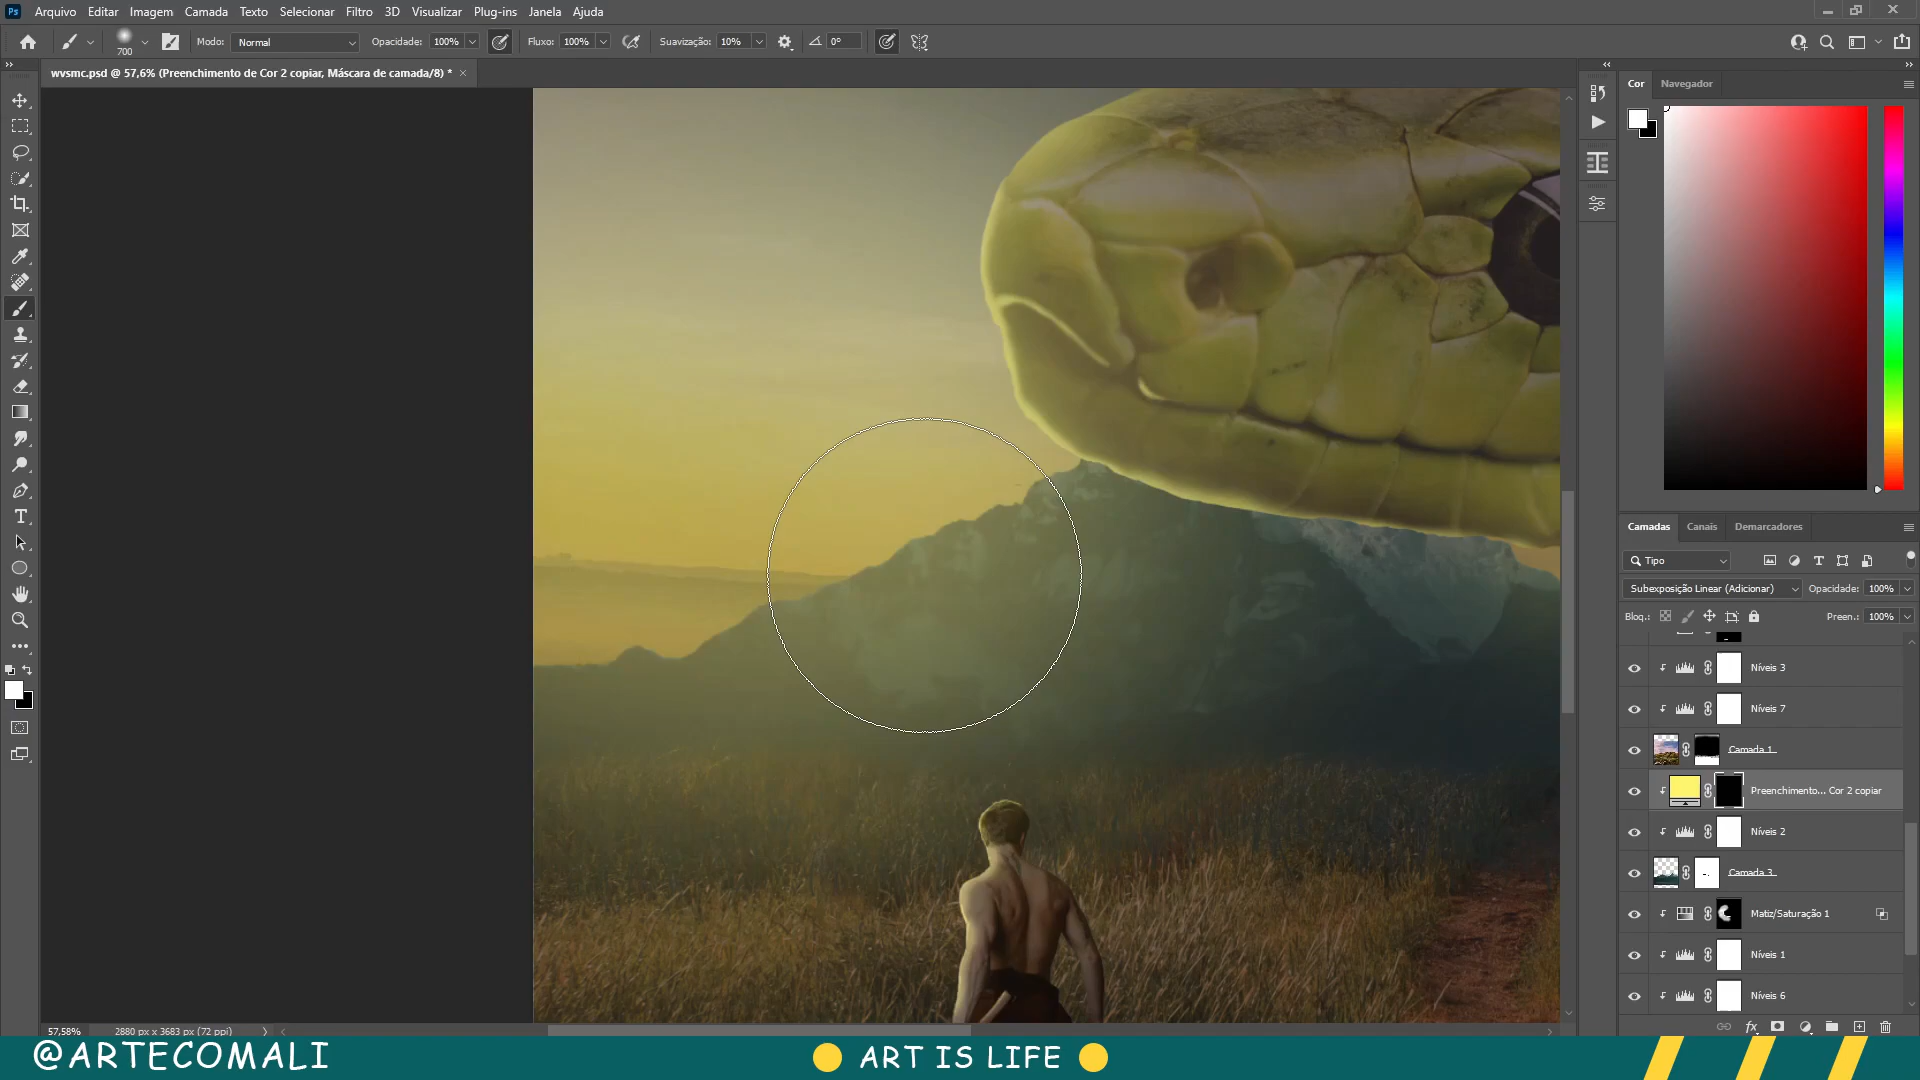 Ps Arquivo Editar Imagem Camada Texto Selecionar Filtro 3D Visualizar Plug-ins Janela Ajuda
700 Modo: Normal Opacidade: 100% Fluxo: 100% Suavização: 10% 0°
wvsmc.psd @ 57,6% (Preenchimento de Cor 2 copiar, Máscara de camada/8) *
Cor Navegador
Camadas Canais Demarcadores
Tipo
Subexposição Linear (Adicionar) Opacidade: 100%
Bloq.: Preen.: 100%
Níveis 3
Níveis 7
Camada 1
Preenchimento... Cor 2 copiar
Níveis 2
Camada 3
Matiz/Saturação 1
Níveis 1
Níveis 6
57,58% 2880 px x 3683 px (72 ppi)
@ARTECOMALI ART IS LIFE